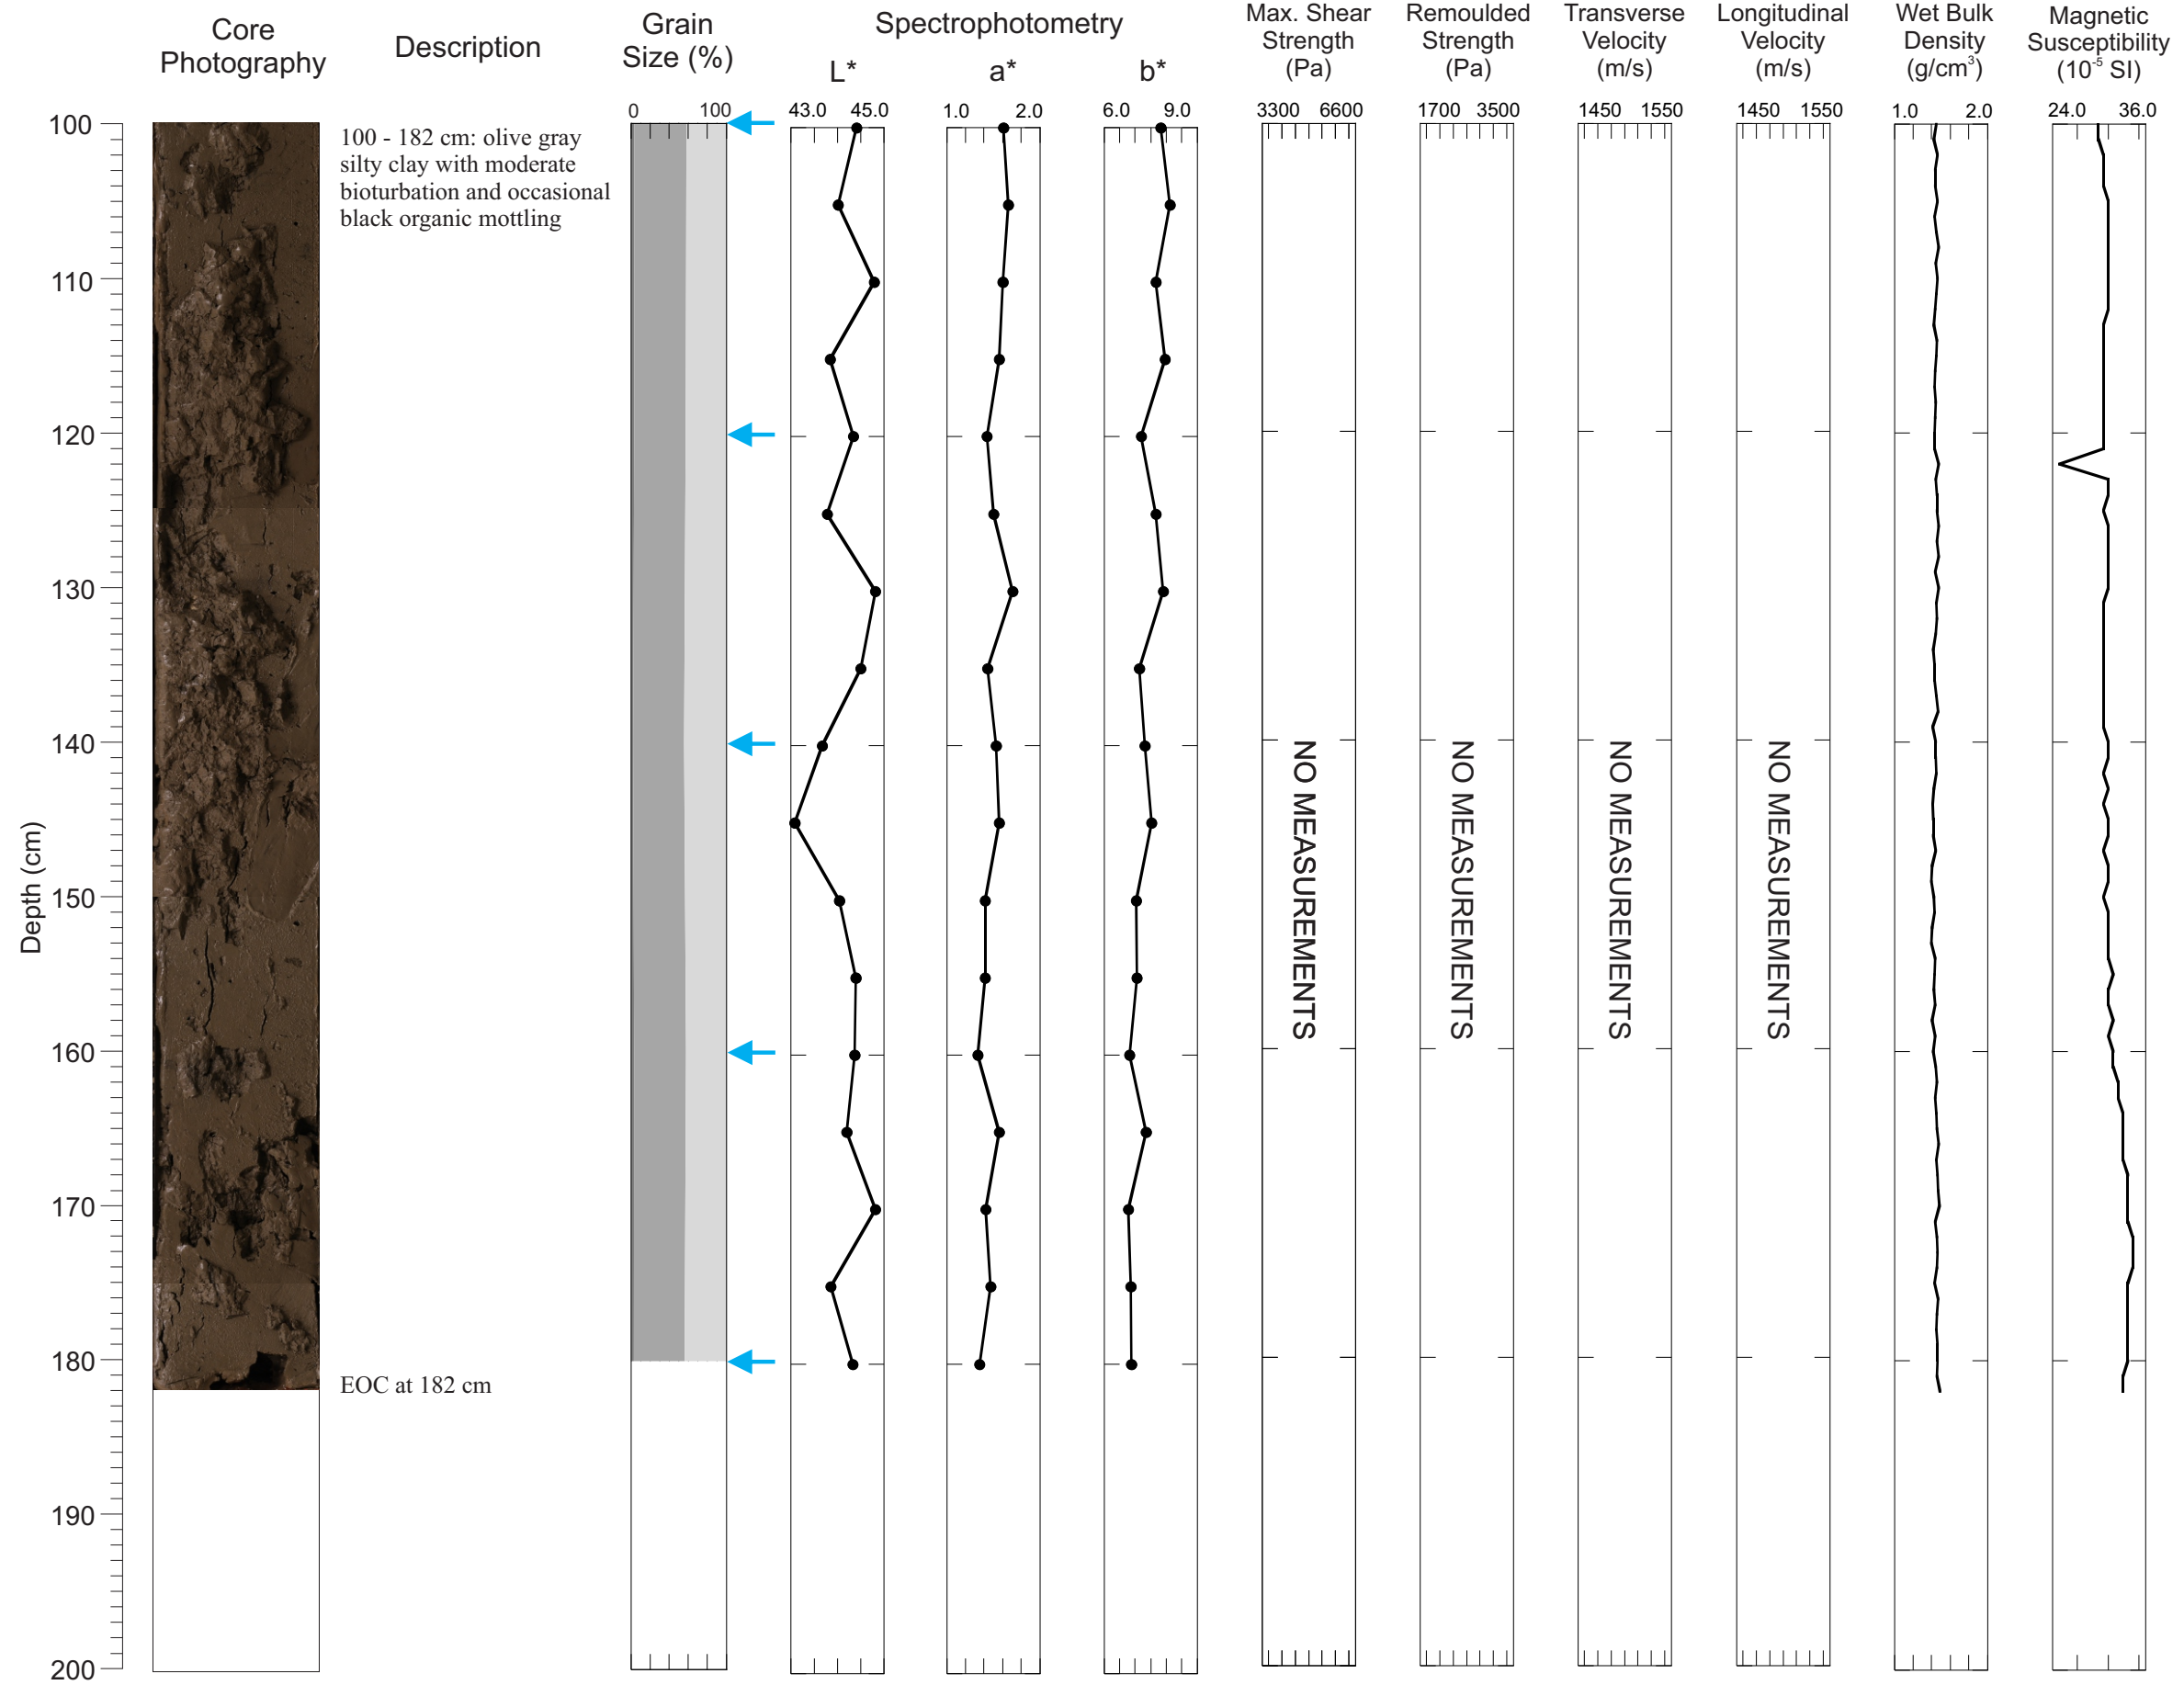 Core
Photography
Description
Grain
Size (%)
Spectrophotometry
L*
a*
b*
Max. Shear
Strength
(Pa)
Remoulded
Strength
(Pa)
Transverse
Velocity
(m/s)
Longitudinal
Velocity
(m/s)
Wet Bulk
Density
(g/cm³)
Magnetic
Susceptibility
(10⁻⁵ SI)
0 100
43.0 45.0
1.0 2.0
6.0 9.0
3300 6600
1700 3500
1450 1550
1450 1550
1.0 2.0
24.0 36.0
Depth (cm)
100
110
120
130
140
150
160
170
180
190
200
100 - 182 cm: olive gray
silty clay with moderate
bioturbation and occasional
black organic mottling
EOC at 182 cm
NO MEASUREMENTS
NO MEASUREMENTS
NO MEASUREMENTS
NO MEASUREMENTS